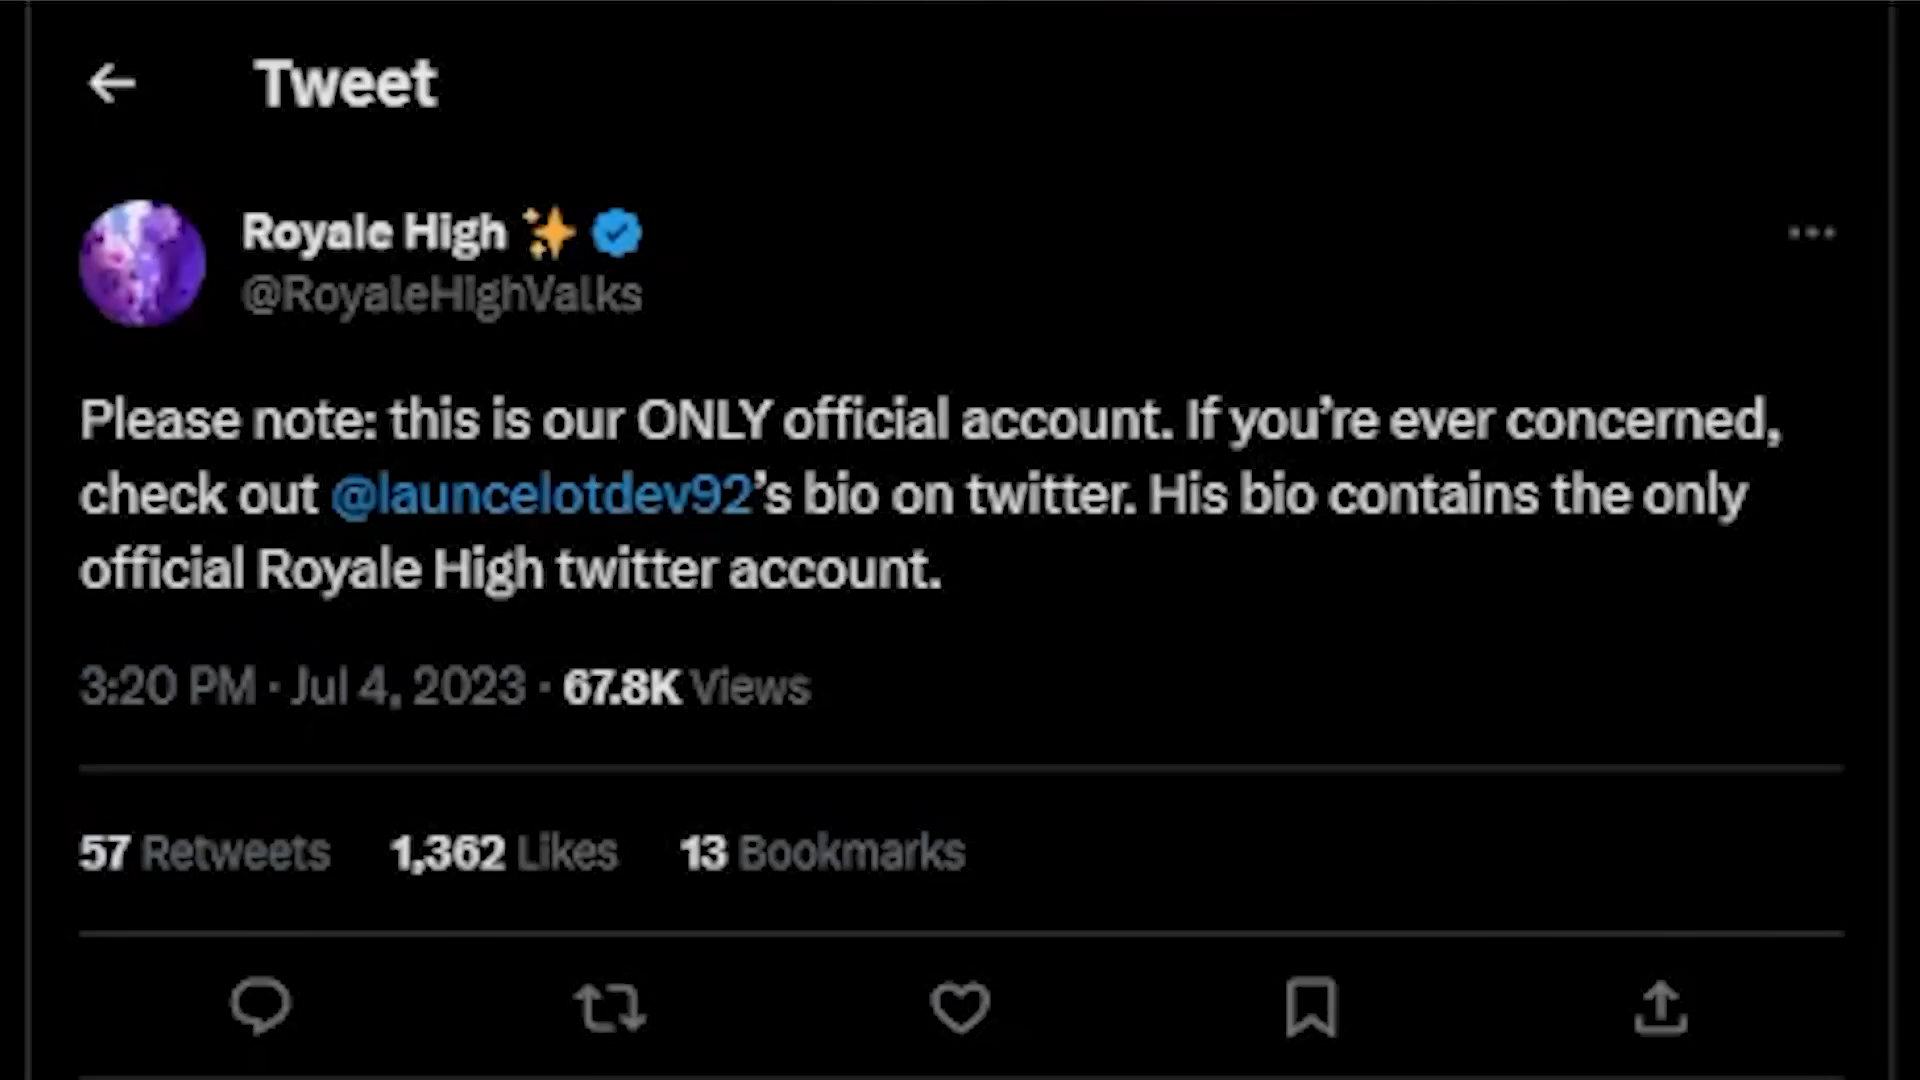 Tweet
Royale High ✨
@RoyaleHighValks
Please note: this is our ONLY official account. If you’re ever concerned,
check out @launcelotdev92’s bio on twitter. His bio contains the only
official Royale High twitter account.
3:20 PM · Jul 4, 2023 · 67.8K Views
57 Retweets 1,362 Likes 13 Bookmarks